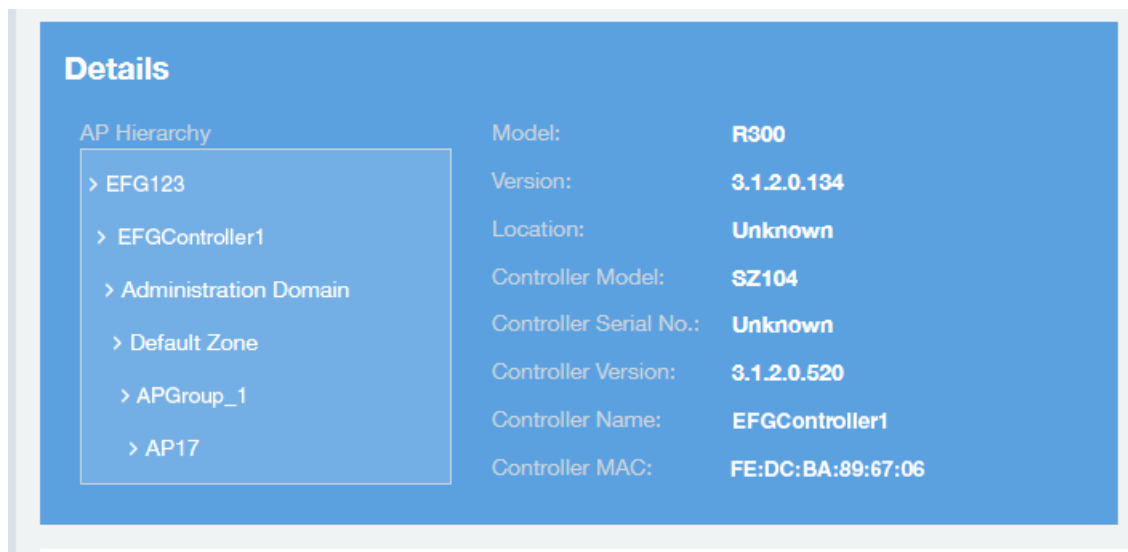 Details
AP Hierarchy
> EFG123
> EFGController1
> Administration Domain
> Default Zone
> APGroup_1
> AP17
Model: R300
Version: 3.1.2.0.134
Location: Unknown
Controller Model: SZ104
Controller Serial No.: Unknown
Controller Version: 3.1.2.0.520
Controller Name: EFGController1
Controller MAC: FE:DC:BA:89:67:06